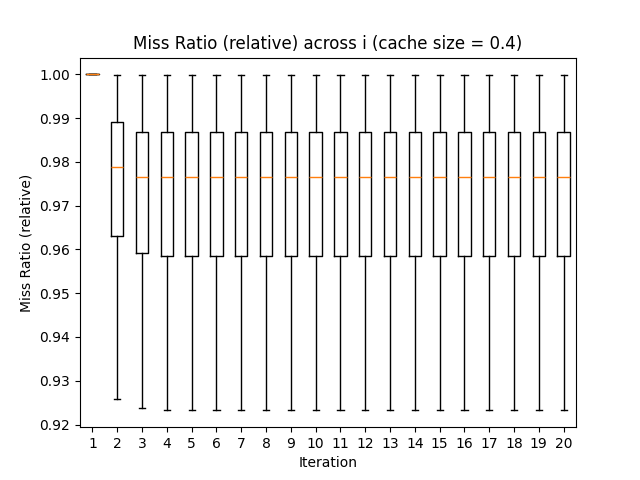 Miss Ratio (relative) across i (cache size = 0.4)
Miss Ratio (relative)
1.00
0.99
0.98
0.97
0.96
0.95
0.94
0.93
0.92
1 2 3 4 5 6 7 8 9 10 11 12 13 14 15 16 17 18 19 20
Iteration